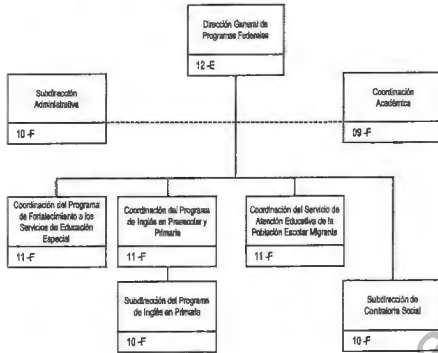 Dirección General de
Programas Federales
12 -E
Subdirección
Administrativa
10 -F
Coordinación
Académica
09 -F
Coordinación del Programa
de Fortalecimiento a los
Servicios de Educación
Especial
11 -F
Coordinación del Programa
de Inglés en Preescolar y
Primaria
11 -F
Coordinación del Servicio de
Atención Educativa de la
Población Escolar Migrante
11 -F
Subdirección del Programa
de Inglés en Primaria
10 -F
Subdirección de
Contraloría Social
10 -F